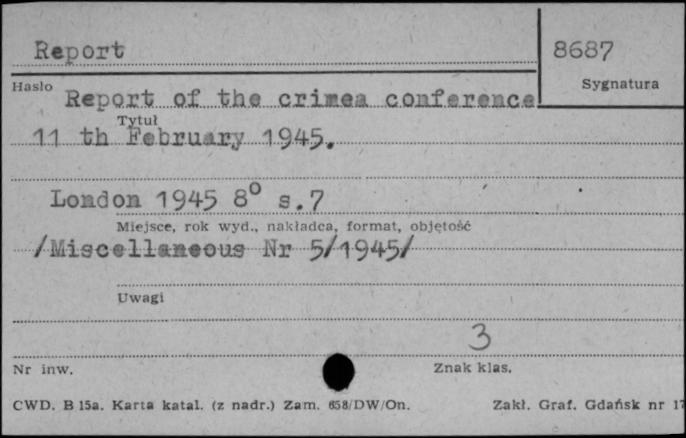 Report
8687
Hasło
Sygnatura
Report of the crimea conference
Tytuł
11 th February 1945.
London 1945 8° s.7
Miejsce, rok wyd., nakładca, format, objętość
/Miscellaneous Nr 5/1945/
Uwagi
3
Nr inw.
Znak klas.
CWD. B 15a. Karta katal. (z nadr.) Zam. 658/DW/On. Zakł. Graf. Gdańsk nr 17